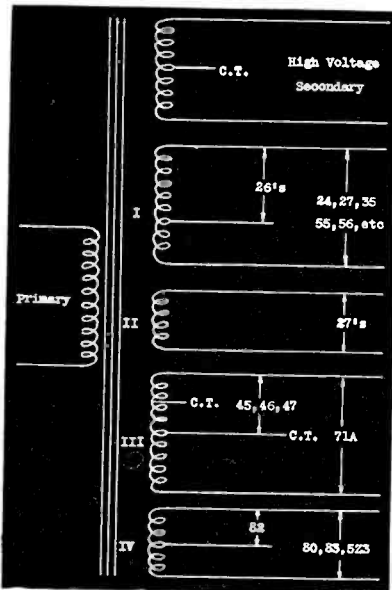 High Voltage
C.T.
Secondary
26's
I
24,27,35
55,56,etc
Primary
II
27's
C.T.
45,46,47
III
C.T. 71A
82
IV
80,83,5Z3